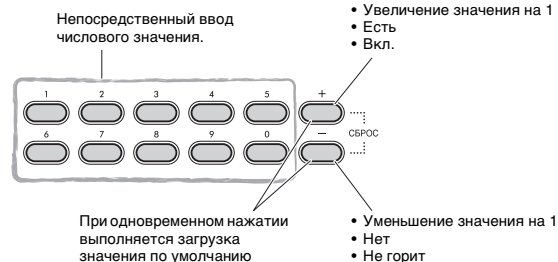 Непосредственный ввод
числового значения.
• Увеличение значения на 1
• Есть
• Вкл.
1 2 3 4 5 +
СБРОС
6 7 8 9 0 −
При одновременном нажатии
выполняется загрузка
значения по умолчанию
• Уменьшение значения на 1
• Нет
• Не горит